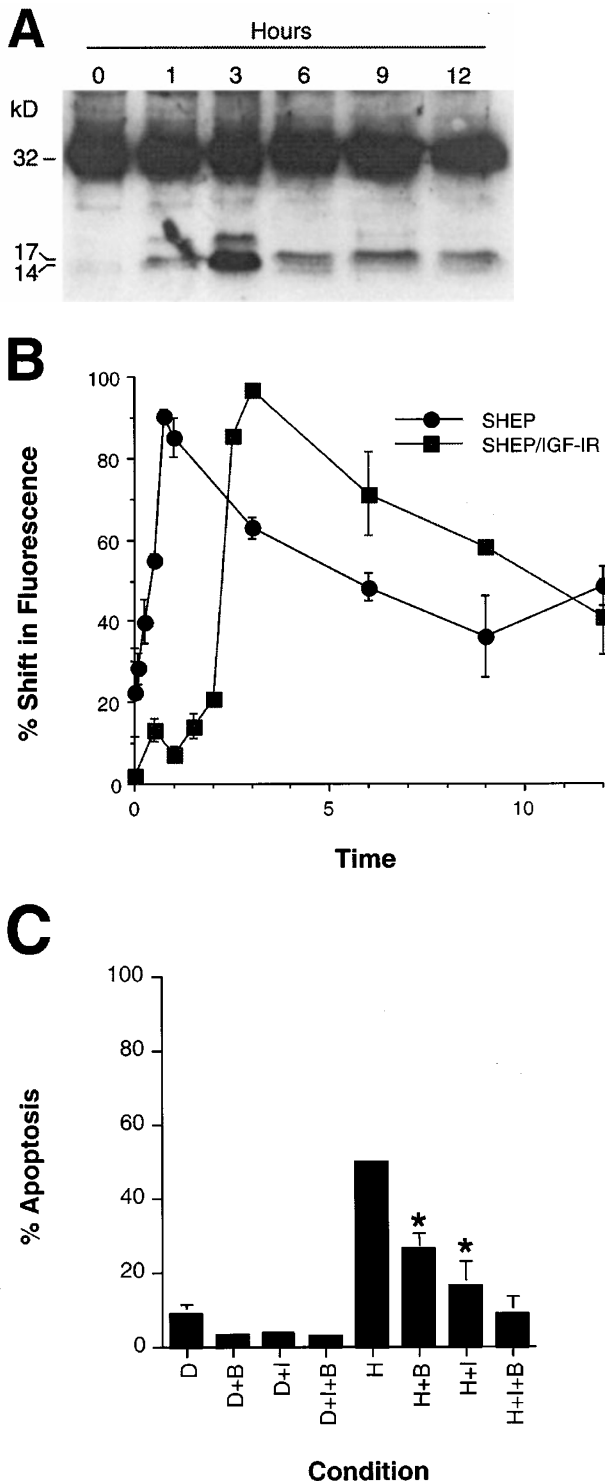 A
Hours
0 1 3 6 9 12
kD
32
17
14
B
100
80
60
40
20
0
% Shift in Fluorescence
SHEP
SHEP/IGF-IR
0 5 10
Time
C
100
80
60
40
20
0
% Apoptosis
* *
D D+B D+I D+I+B H H+B H+I H+I+B
Condition